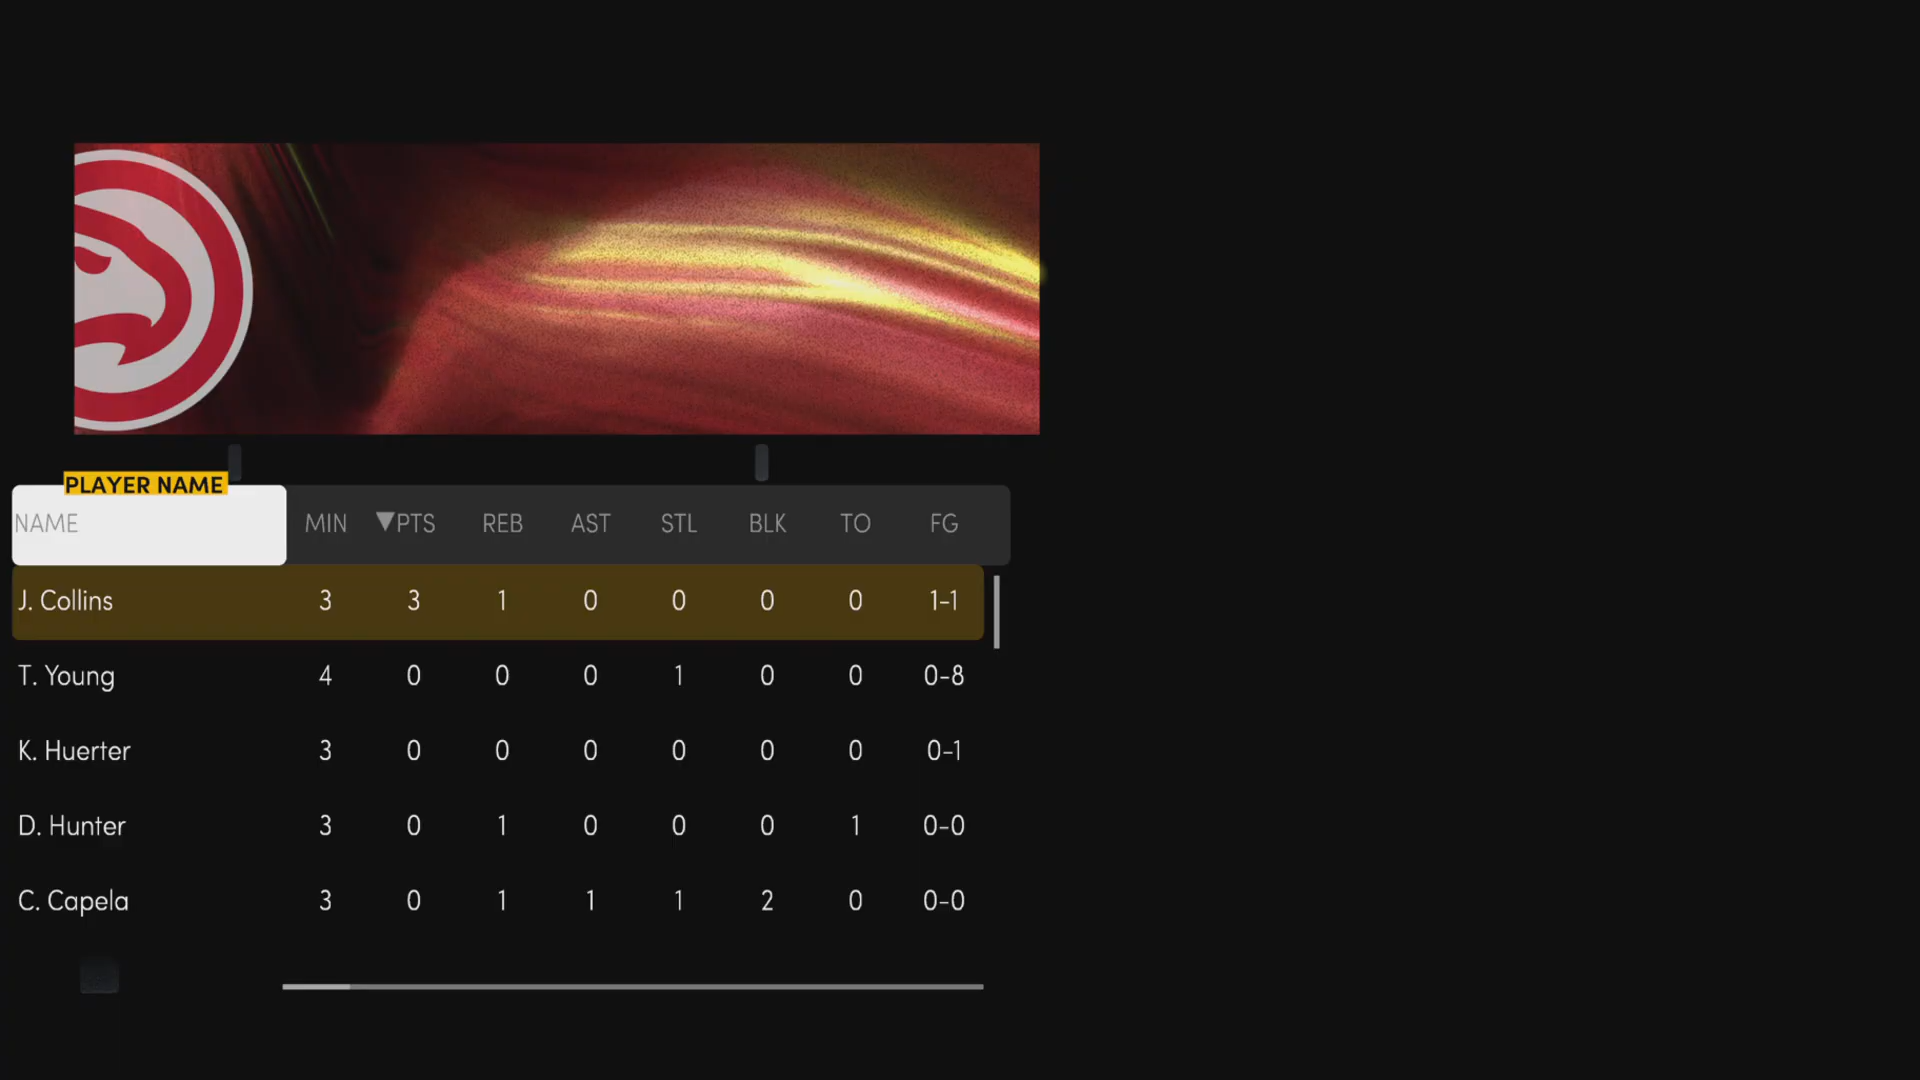 PLAYER NAME
NAME MIN ▼PTS REB AST STL BLK TO FG
J. Collins 3 3 1 0 0 0 0 1-1
T. Young 4 0 0 0 1 0 0 0-8
K. Huerter 3 0 0 0 0 0 0 0-1
D. Hunter 3 0 1 0 0 0 1 0-0
C. Capela 3 0 1 1 1 2 0 0-0